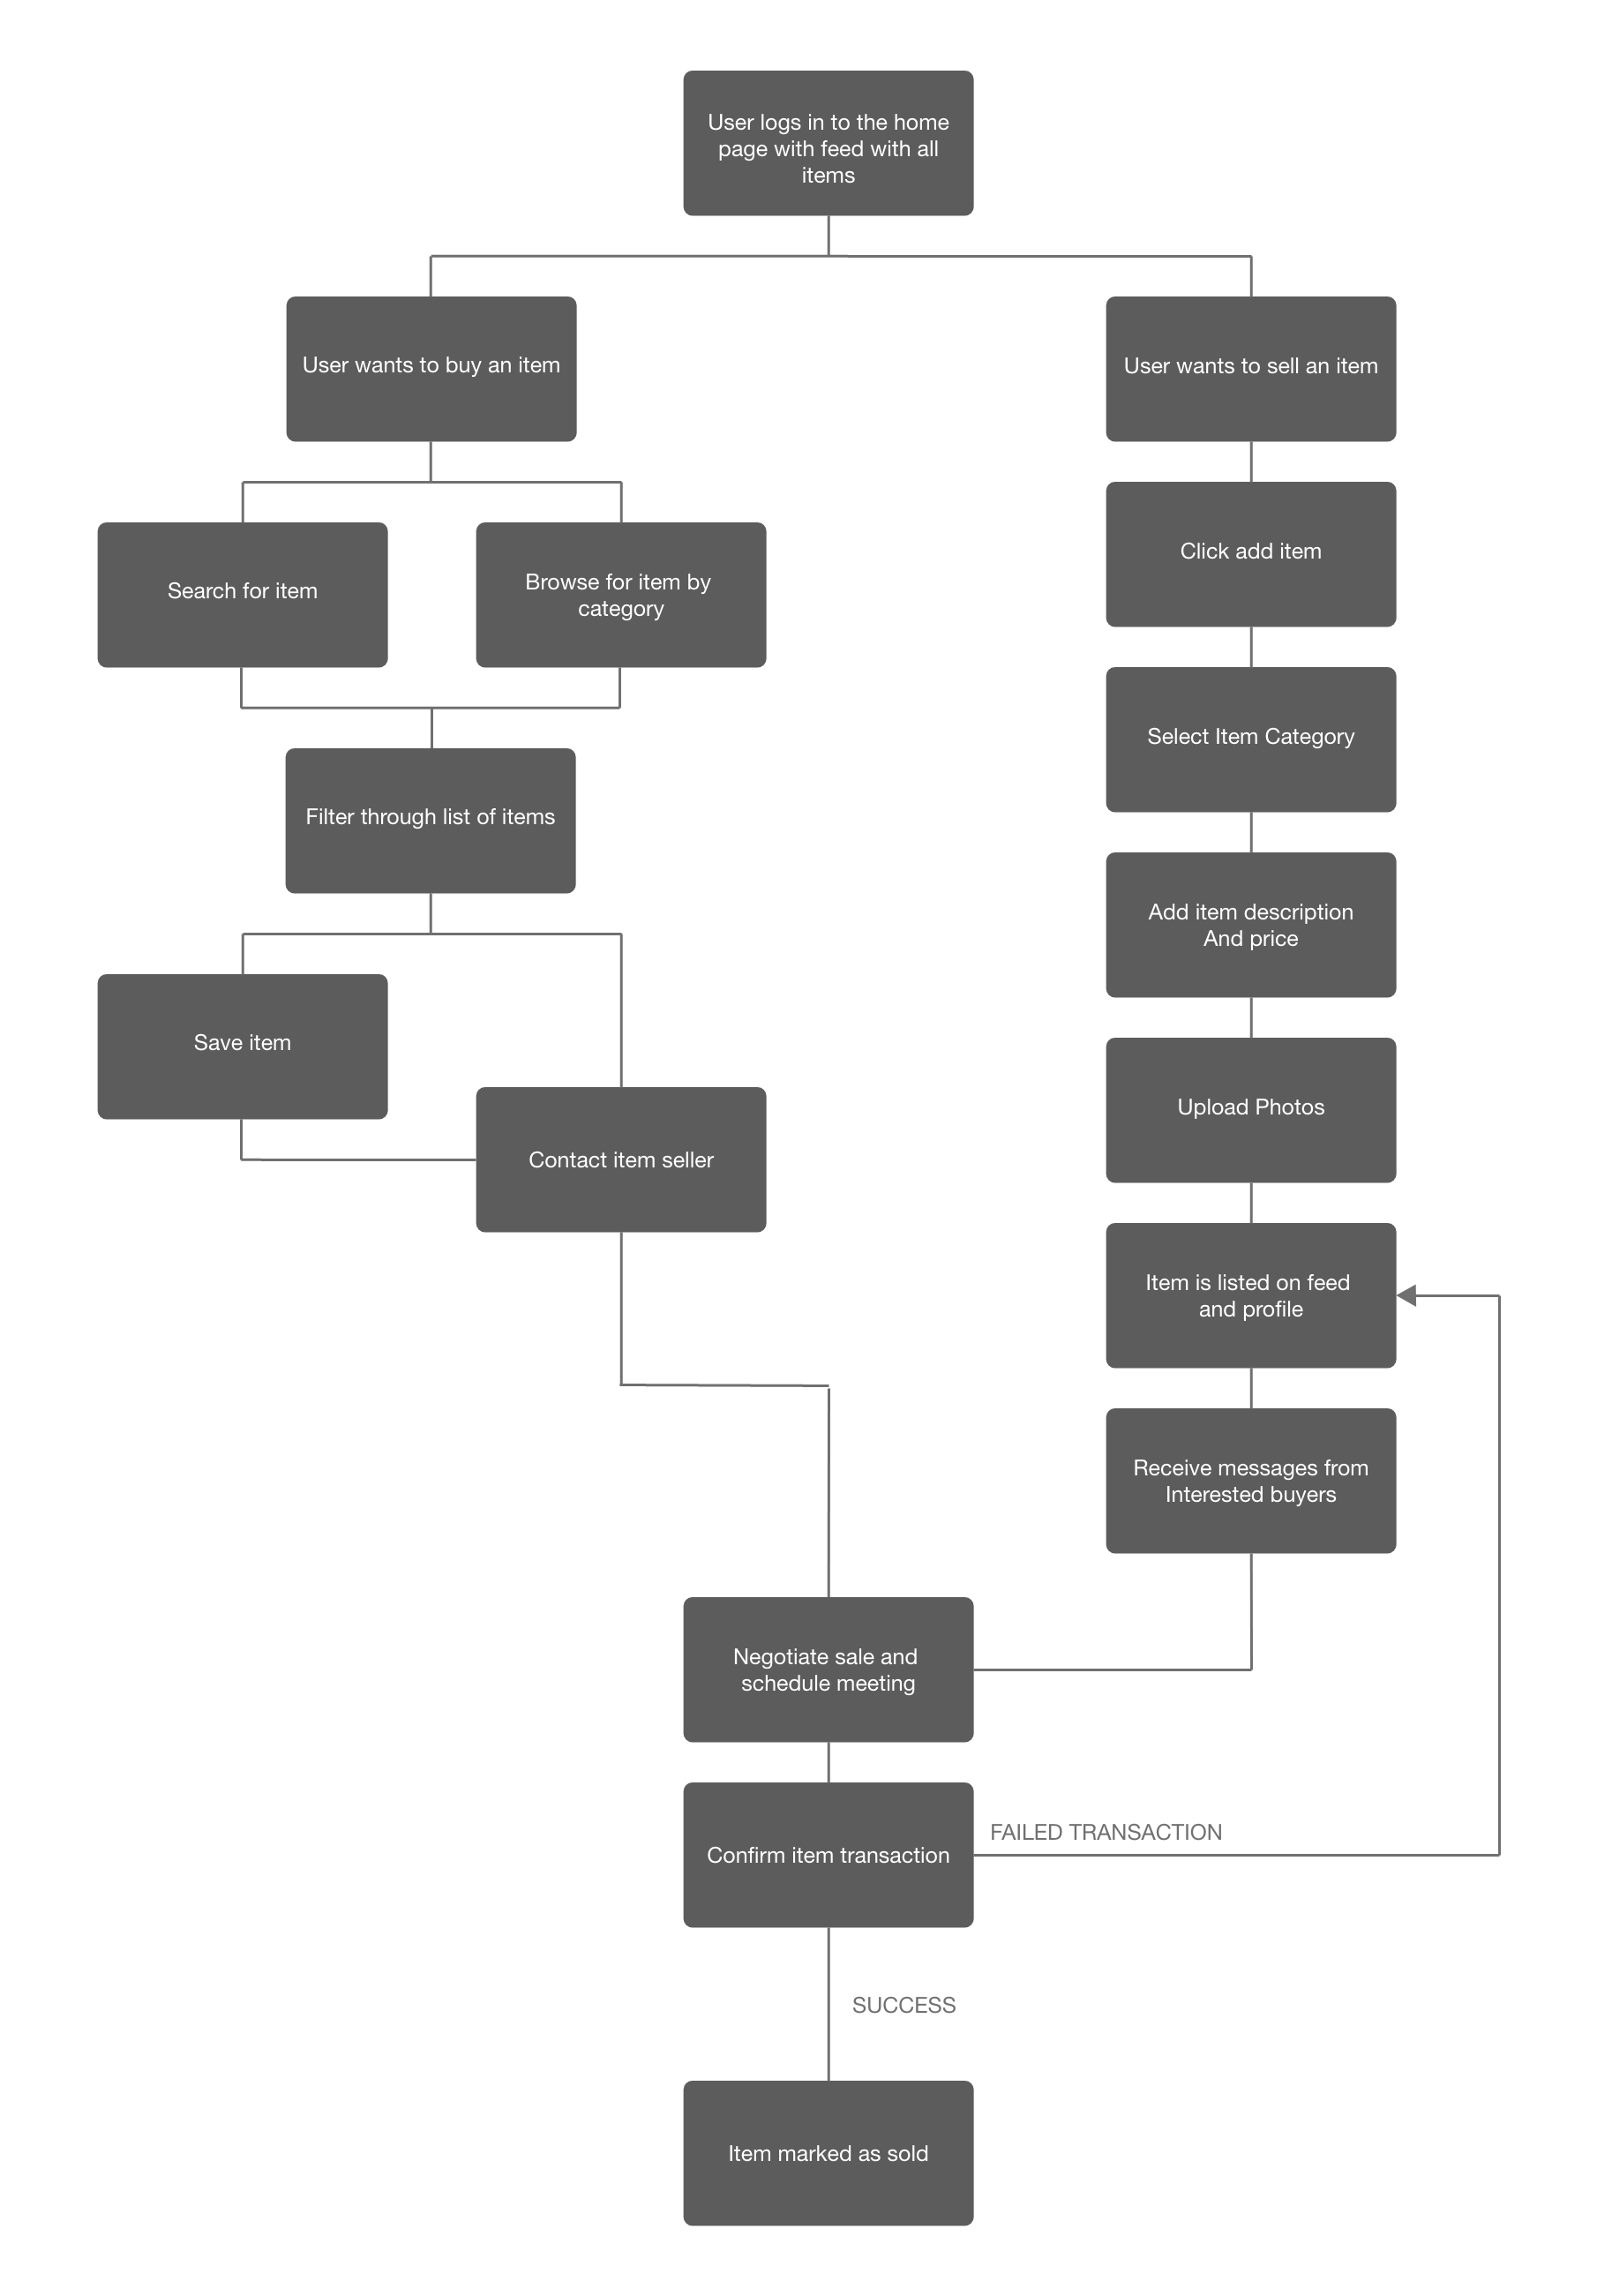 User logs in to the home
page with feed with all
items
User wants to buy an item
User wants to sell an item
Search for item
Browse for item by
category
Click add item
Filter through list of items
Select Item Category
Save item
Add item description
And price
Contact item seller
Upload Photos
Item is listed on feed
and profile
Receive messages from
Interested buyers
Negotiate sale and
schedule meeting
Confirm item transaction
FAILED TRANSACTION
SUCCESS
Item marked as sold